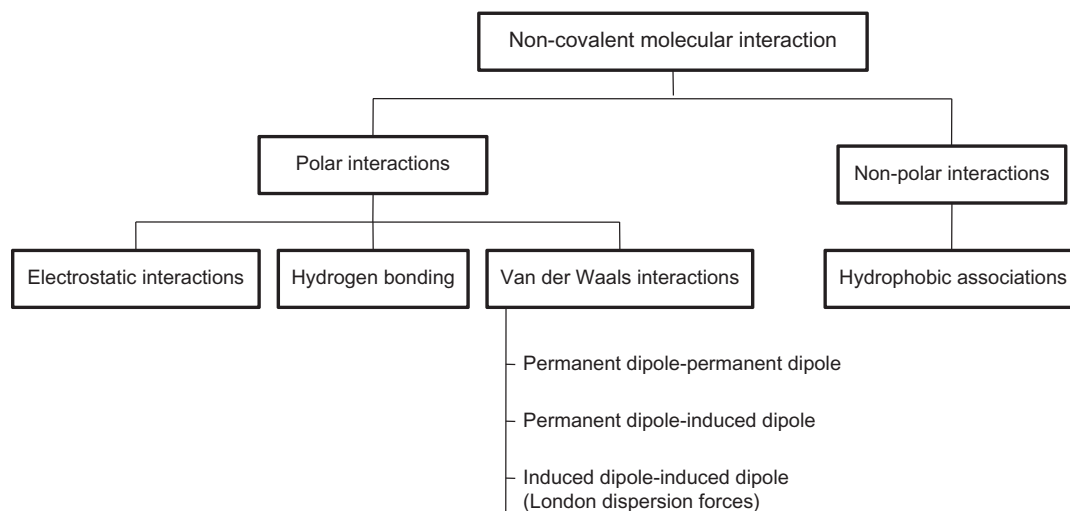 Non-covalent molecular interaction
Polar interactions
Non-polar interactions
Electrostatic interactions
Hydrogen bonding
Van der Waals interactions
Hydrophobic associations
Permanent dipole-permanent dipole
Permanent dipole-induced dipole
Induced dipole-induced dipole
(London dispersion forces)